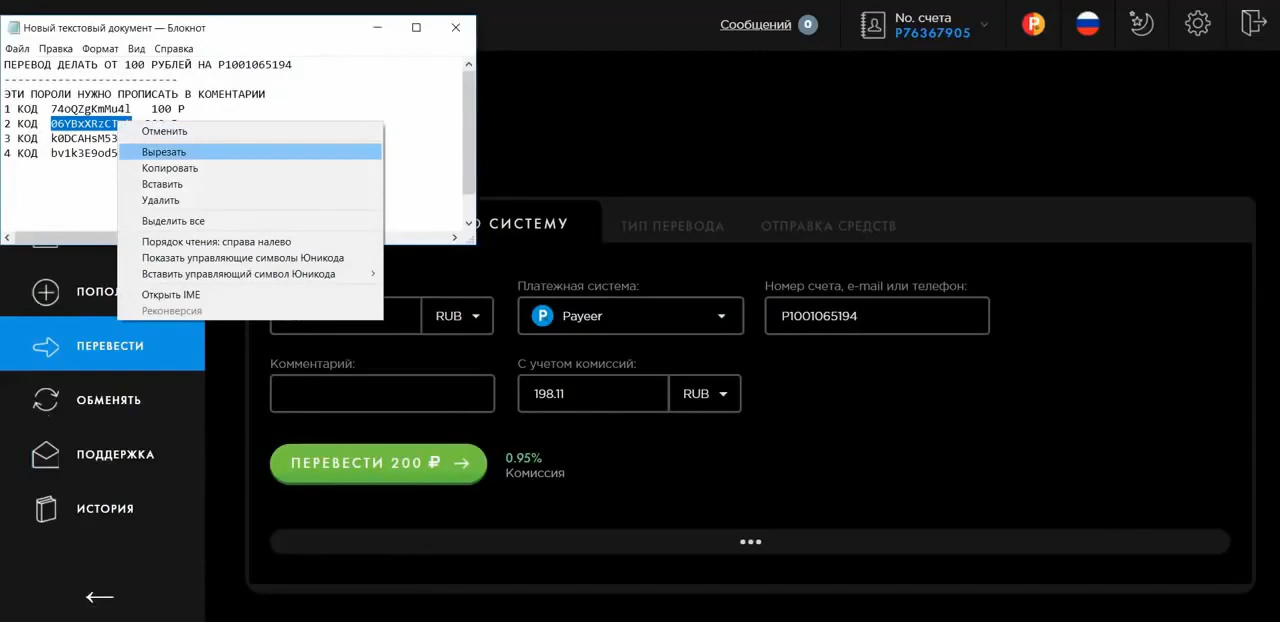 Новый текстовый документ — Блокнот
Файл Правка Формат Вид Справка
ПЕРЕВОД ДЕЛАТЬ ОТ 100 РУБЛЕЙ НА P1001065194
-------------------------
ЭТИ ПОРОЛИ НУЖНО ПРОПИСАТЬ В КОМЕНТАРИИ
1 КОД 74oQZgKmMu4l 100 Р
2 КОД 06YBxXRzCT
3 КОД k0DCAHsM53
4 КОД bv1k3E9od5
Отменить
Вырезать
Копировать
Вставить
Удалить
Выделить все
Порядок чтения: справа налево
Показать управляющие символы Юникода
Вставить управляющий символ Юникода
Открыть IME
Реконверсия
Сообщений 0
No. счета
P76367905
СИСТЕМУ
ТИП ПЕРЕВОДА
ОТПРАВКА СРЕДСТВ
ПОПОЛ
ПЕРЕВЕСТИ
ОБМЕНЯТЬ
ПОДДЕРЖКА
ИСТОРИЯ
RUB
Платежная система:
Payeer
Номер счета, e-mail или телефон:
P1001065194
Комментарий:
С учетом комиссий:
198.11 RUB
ПЕРЕВЕСТИ 200 ₽ →
0.95%
Комиссия